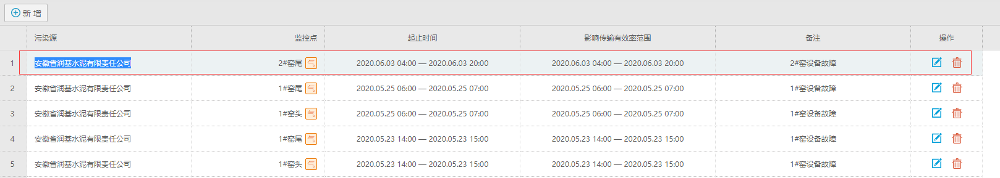 新 增
污染源 监控点 起止时间 影响传输有效率范围 备注 操作
1 安徽省润基水泥有限责任公司 2#窑尾 气 2020.06.03 04:00 — 2020.06.03 20:00 2020.06.03 04:00 — 2020.06.03 20:00 2#窑设备故障
2 安徽省润基水泥有限责任公司 1#窑尾 气 2020.05.25 06:00 — 2020.05.25 07:00 2020.05.25 06:00 — 2020.05.25 07:00 1#窑设备故障
3 安徽省润基水泥有限责任公司 1#窑头 气 2020.05.25 06:00 — 2020.05.25 07:00 2020.05.25 06:00 — 2020.05.25 07:00 1#窑设备故障
4 安徽省润基水泥有限责任公司 1#窑尾 气 2020.05.23 14:00 — 2020.05.23 15:00 2020.05.23 14:00 — 2020.05.23 15:00 1#窑设备故障
5 安徽省润基水泥有限责任公司 1#窑头 气 2020.05.23 14:00 — 2020.05.23 15:00 2020.05.23 14:00 — 2020.05.23 15:00 1#窑设备故障